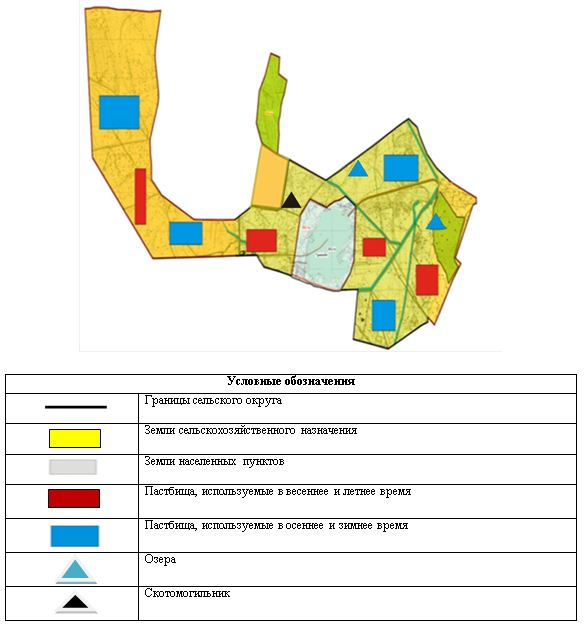 Условные обозначения
Границы сельского округа
Земли сельскохозяйственного назначения
Земли населенных пунктов
Пастбища, используемые в весеннее и летнее время
Пастбища, используемые в осеннее и зимнее время
Озера
Скотомогильник